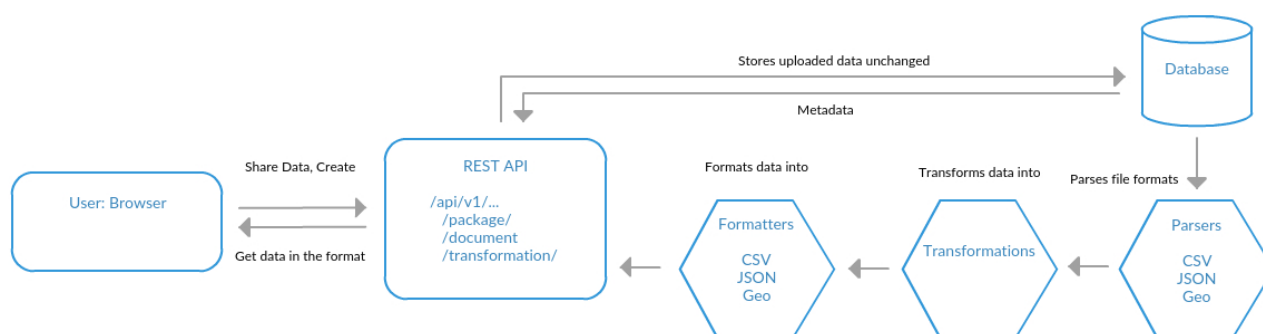 Stores uploaded data unchanged
Database
Metadata
Share Data, Create
REST API
Formats data into
Transforms data into
Parses file formats
User: Browser
/api/v1/...
/package/
/document
/transformation/
Get data in the format
Formatters
CSV
JSON
Geo
Transformations
Parsers
CSV
JSON
Geo